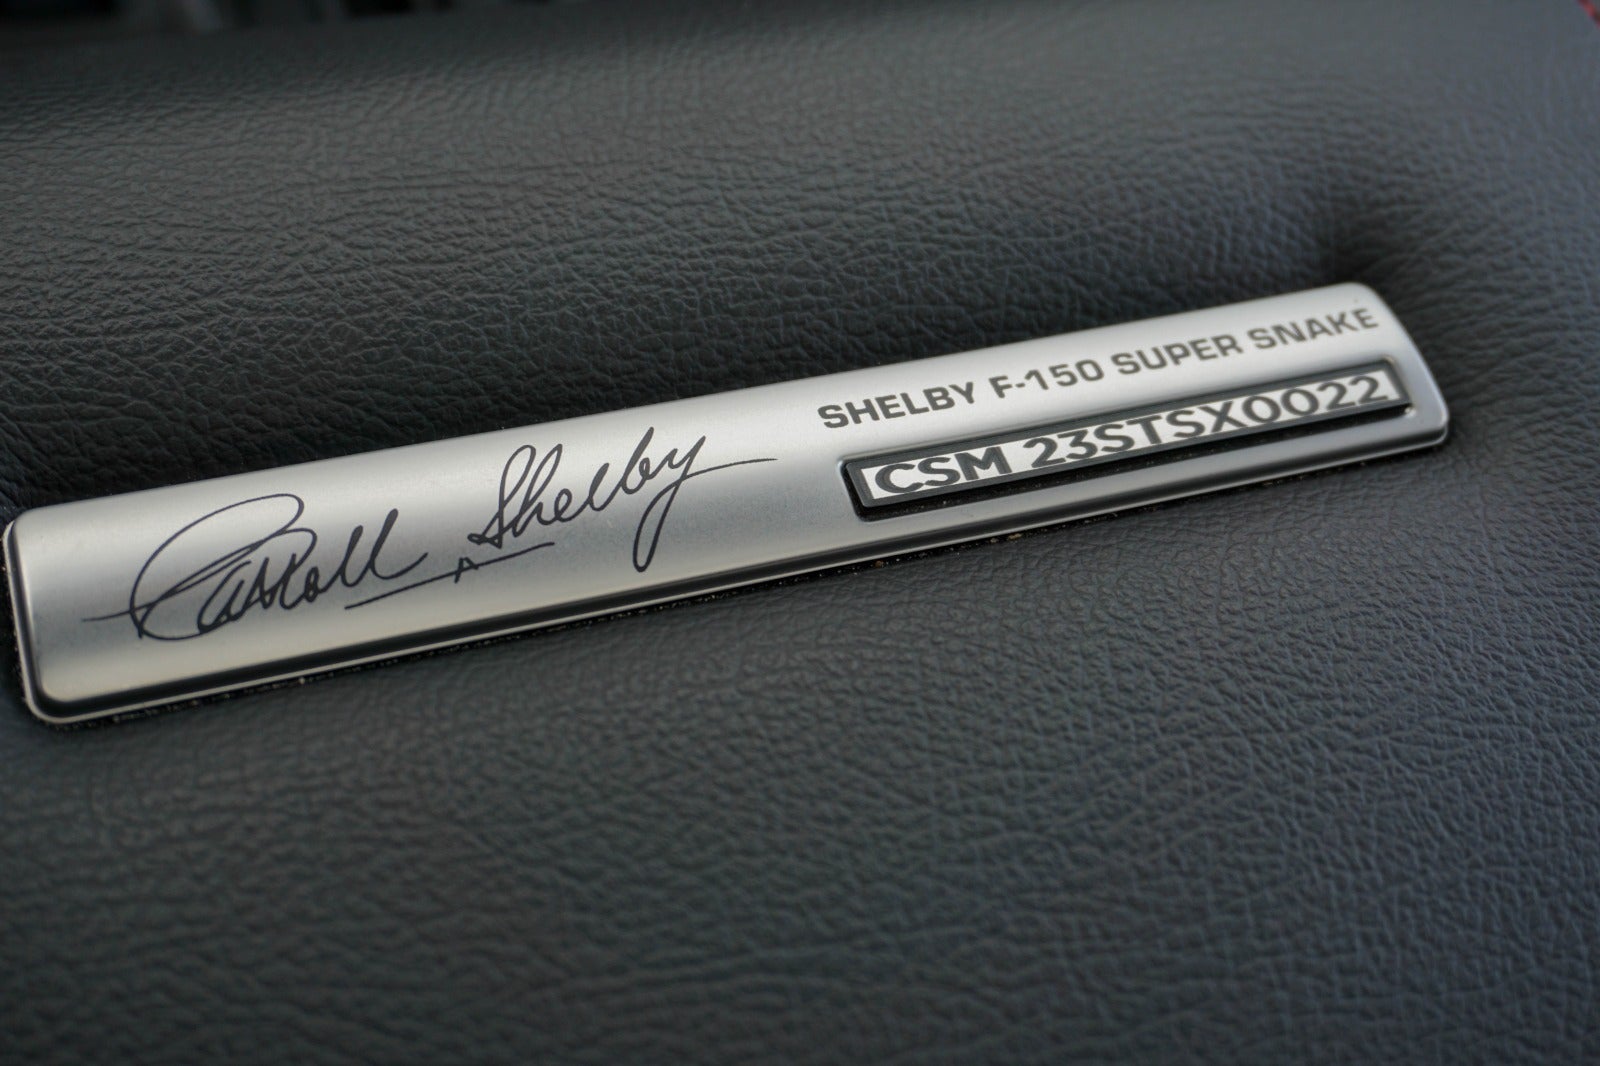 Carroll Shelby
SHELBY F-150 SUPER SNAKE
CSM 23STSX0022